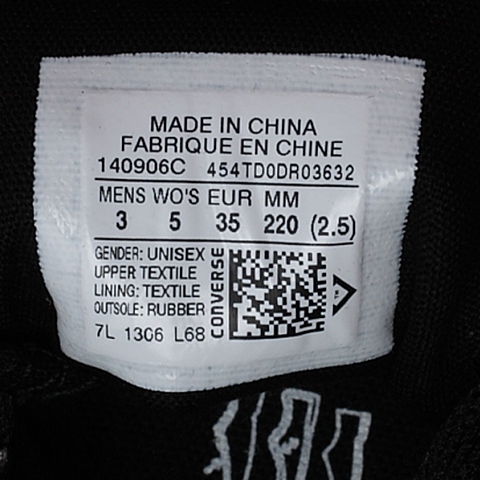 MADE IN CHINA
FABRIQUE EN CHINE
140906C 454TD0DR03632
MENS WO'S EUR MM
3 5 35 220 (2.5)
GENDER: UNISEX
UPPER TEXTILE
LINING: TEXTILE
OUTSOLE: RUBBER
7L 1306 L68
CONVERSE